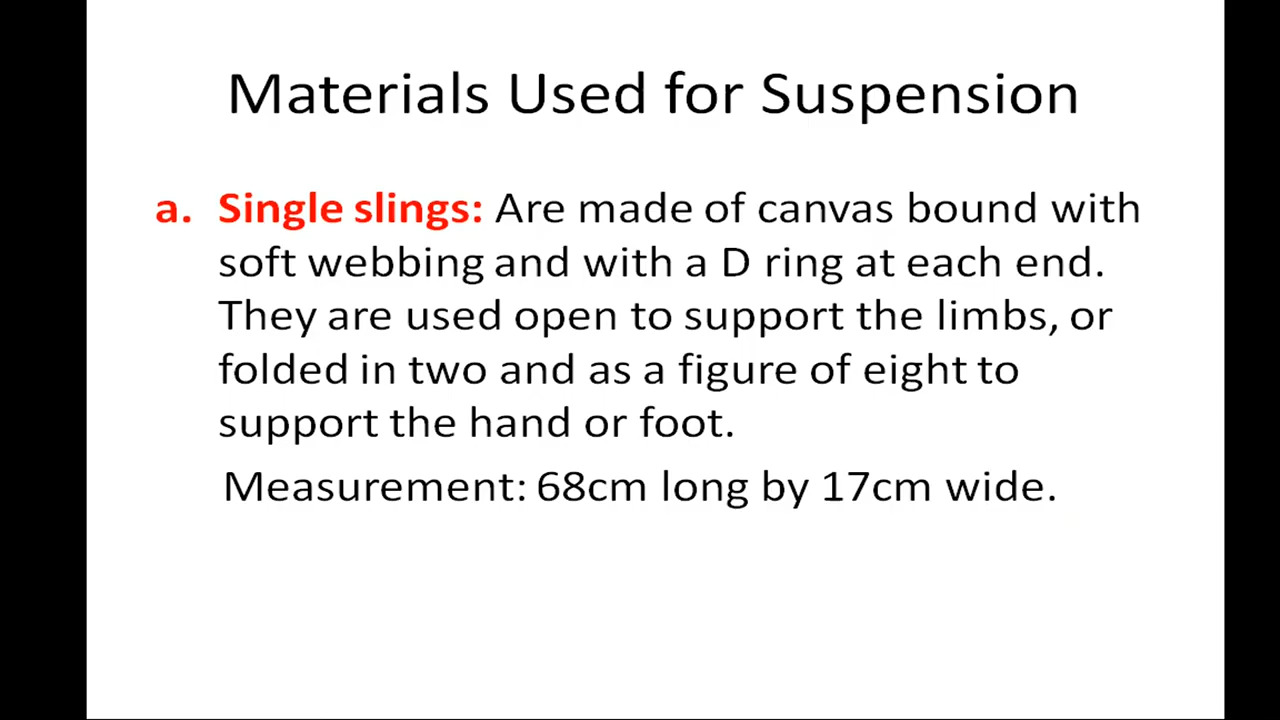 Materials Used for Suspension
a. Single slings: Are made of canvas bound with
soft webbing and with a D ring at each end.
They are used open to support the limbs, or
folded in two and as a figure of eight to
support the hand or foot.
Measurement: 68cm long by 17cm wide.